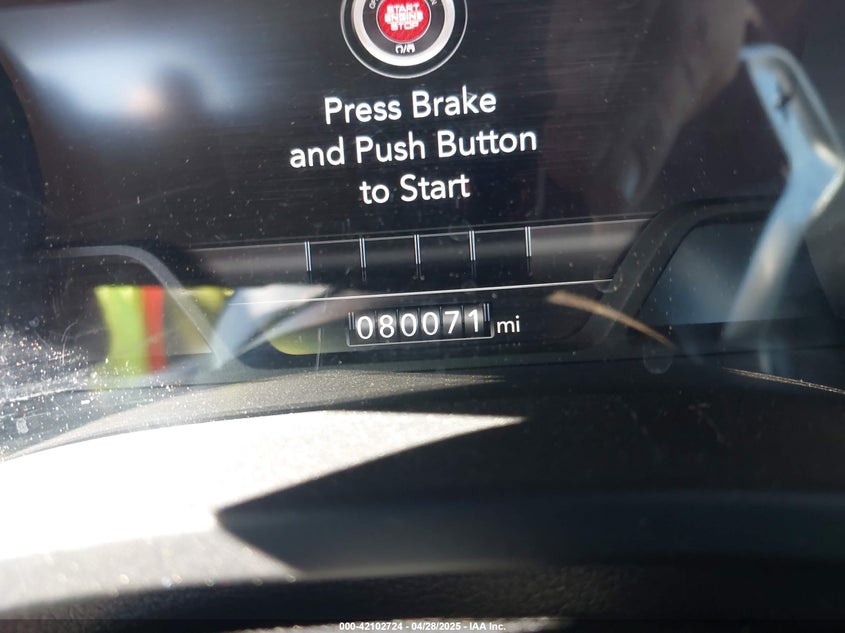 START
ENGINE
STOP
Press Brake
and Push Button
to Start
080071 mi
000-42102724 - 04/28/2025 - IAA Inc.